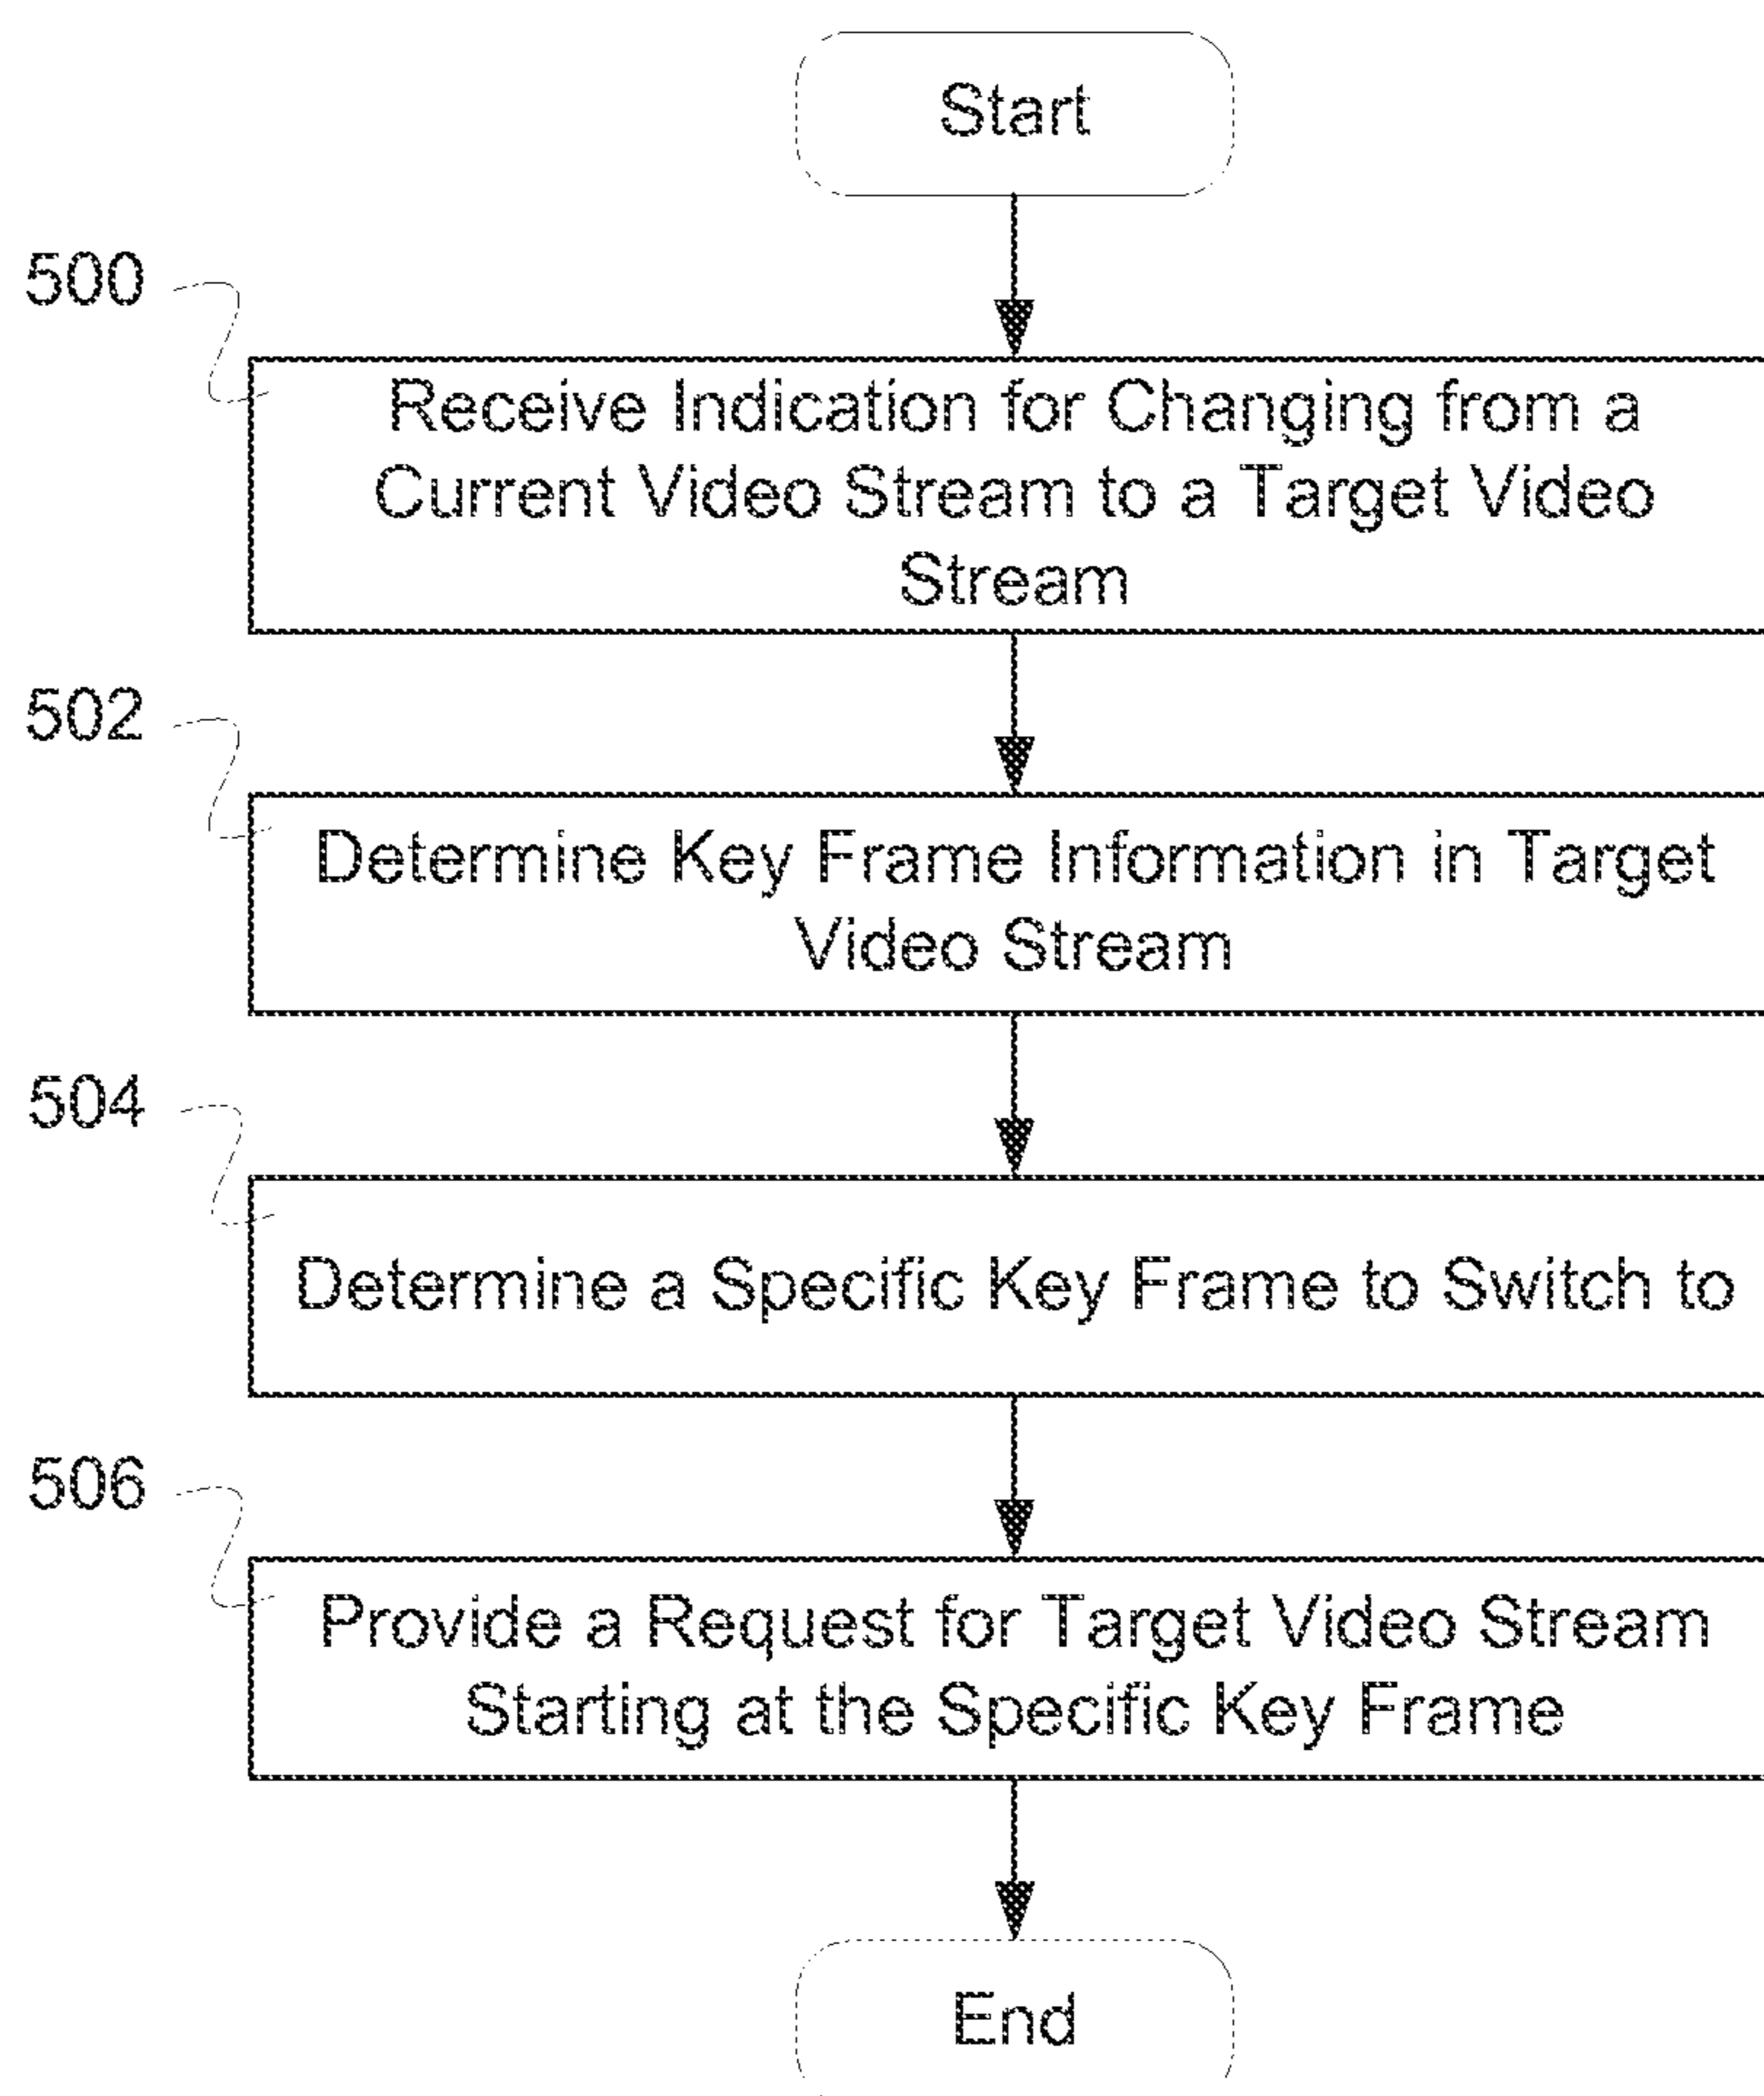 Start
500
Receive Indication for Changing from a
Current Video Stream to a Target Video
Stream
502
Determine Key Frame Information in Target
Video Stream
504
Determine a Specific Key Frame to Switch to
506
Provide a Request for Target Video Stream
Starting at the Specific Key Frame
End